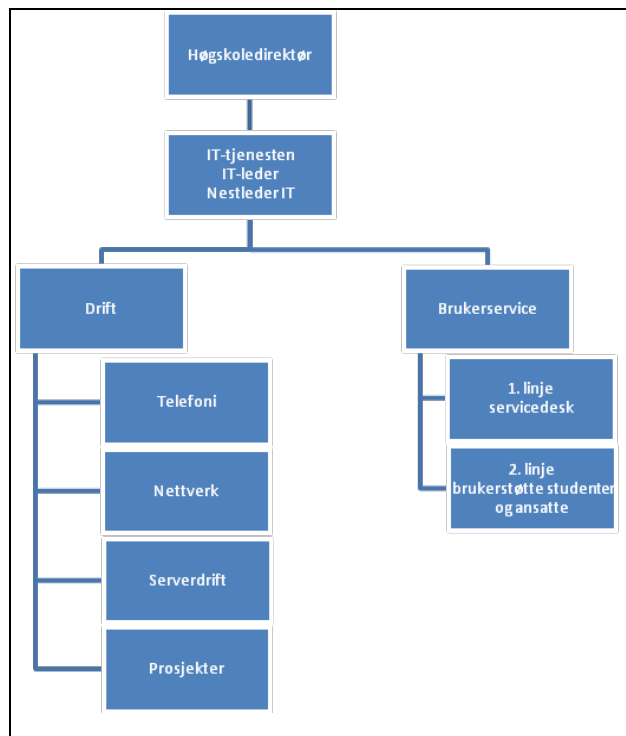 Høgskoledirektør
IT-tjenesten
IT-leder
Nestleder IT
Drift
Brukerservice
Telefoni
Nettverk
Serverdrift
Prosjekter
1. linje
servicedesk
2. linje
brukerstøtte studenter
og ansatte